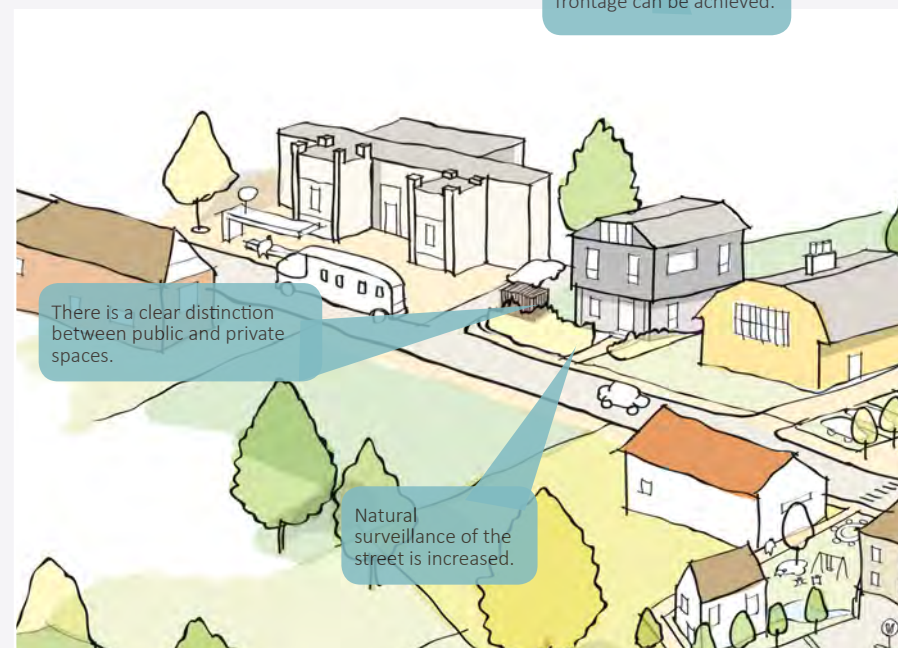 frontage can be achieved.
There is a clear distinction
between public and private
spaces.
Natural
surveillance of the
street is increased.